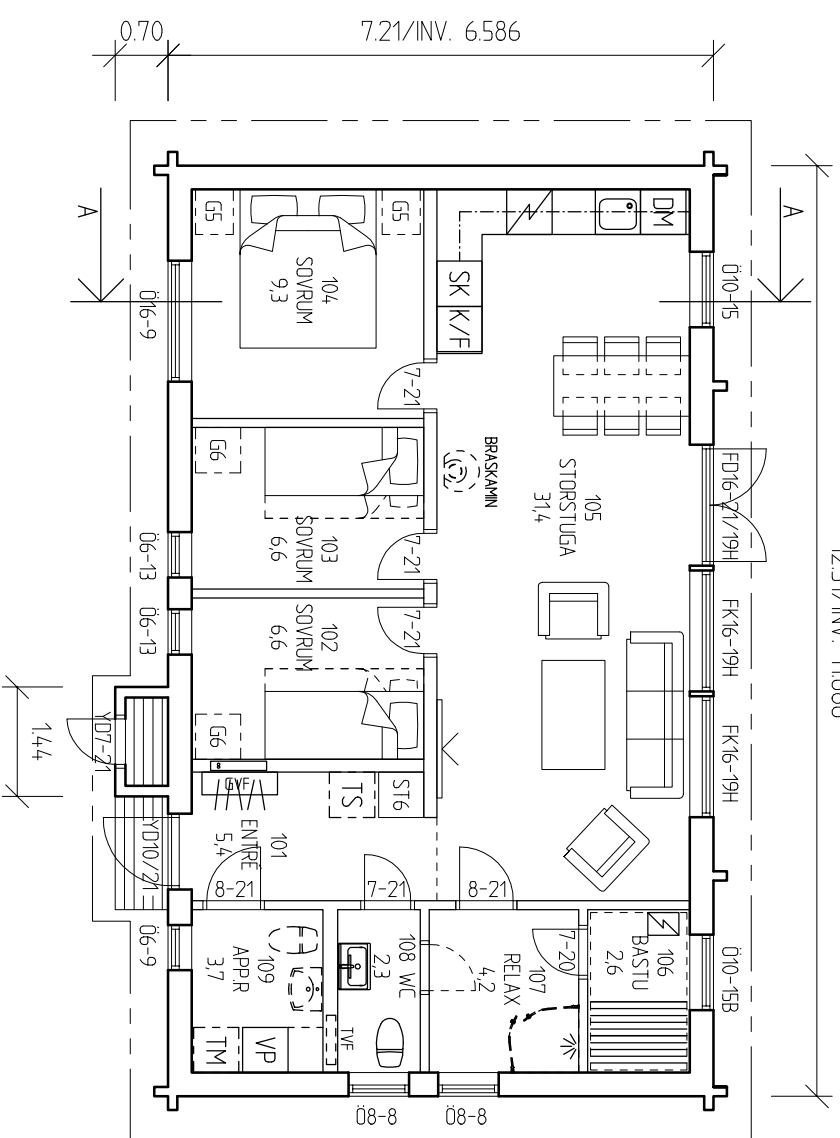 0.70
7.21/INV. 6.586
A
A
G5
G5
DM
104
SOVRUM
9,3
SK
K/F
Ö16-9
Ö10-15
7-21
G6
BRASKAMIN
105
STORSTUGA
31,4
FD16-21/19H
103
SOVRUM
6,6
7-21
Ö6-13
Ö6-13
102
SOVRUM
6,6
7-21
FK16-19H
FK16-19H
G6
1.44
YD7-21
GVF
TS
ST6
101
ENTRÉ
5,4
YD10/21
8-21
7-21
8-21
Ö6-9
109
APP.R
3,7
108 WC
2,3
107
RELAX
4,2
7-20
106
BASTU
2,6
Ö10-15B
TVF
TM
VP
Ö8-8
Ö8-8